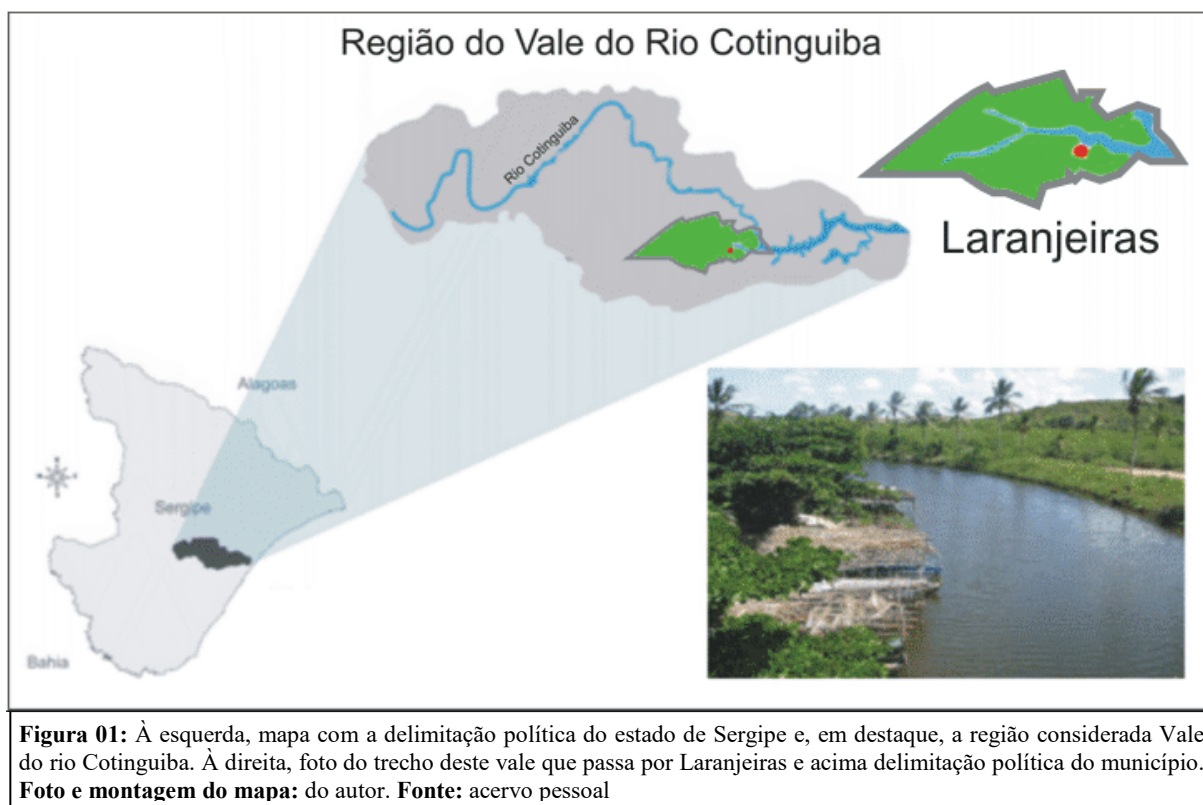 Região do Vale do Rio Cotinguiba
Rio Cotinguiba
Laranjeiras
Alagoas
Sergipe
Bahia
Figura 01: À esquerda, mapa com a delimitação política do estado de Sergipe e, em destaque, a região considerada Vale
do rio Cotinguiba. À direita, foto do trecho deste vale que passa por Laranjeiras e acima delimitação política do município.
Foto e montagem do mapa: do autor. Fonte: acervo pessoal